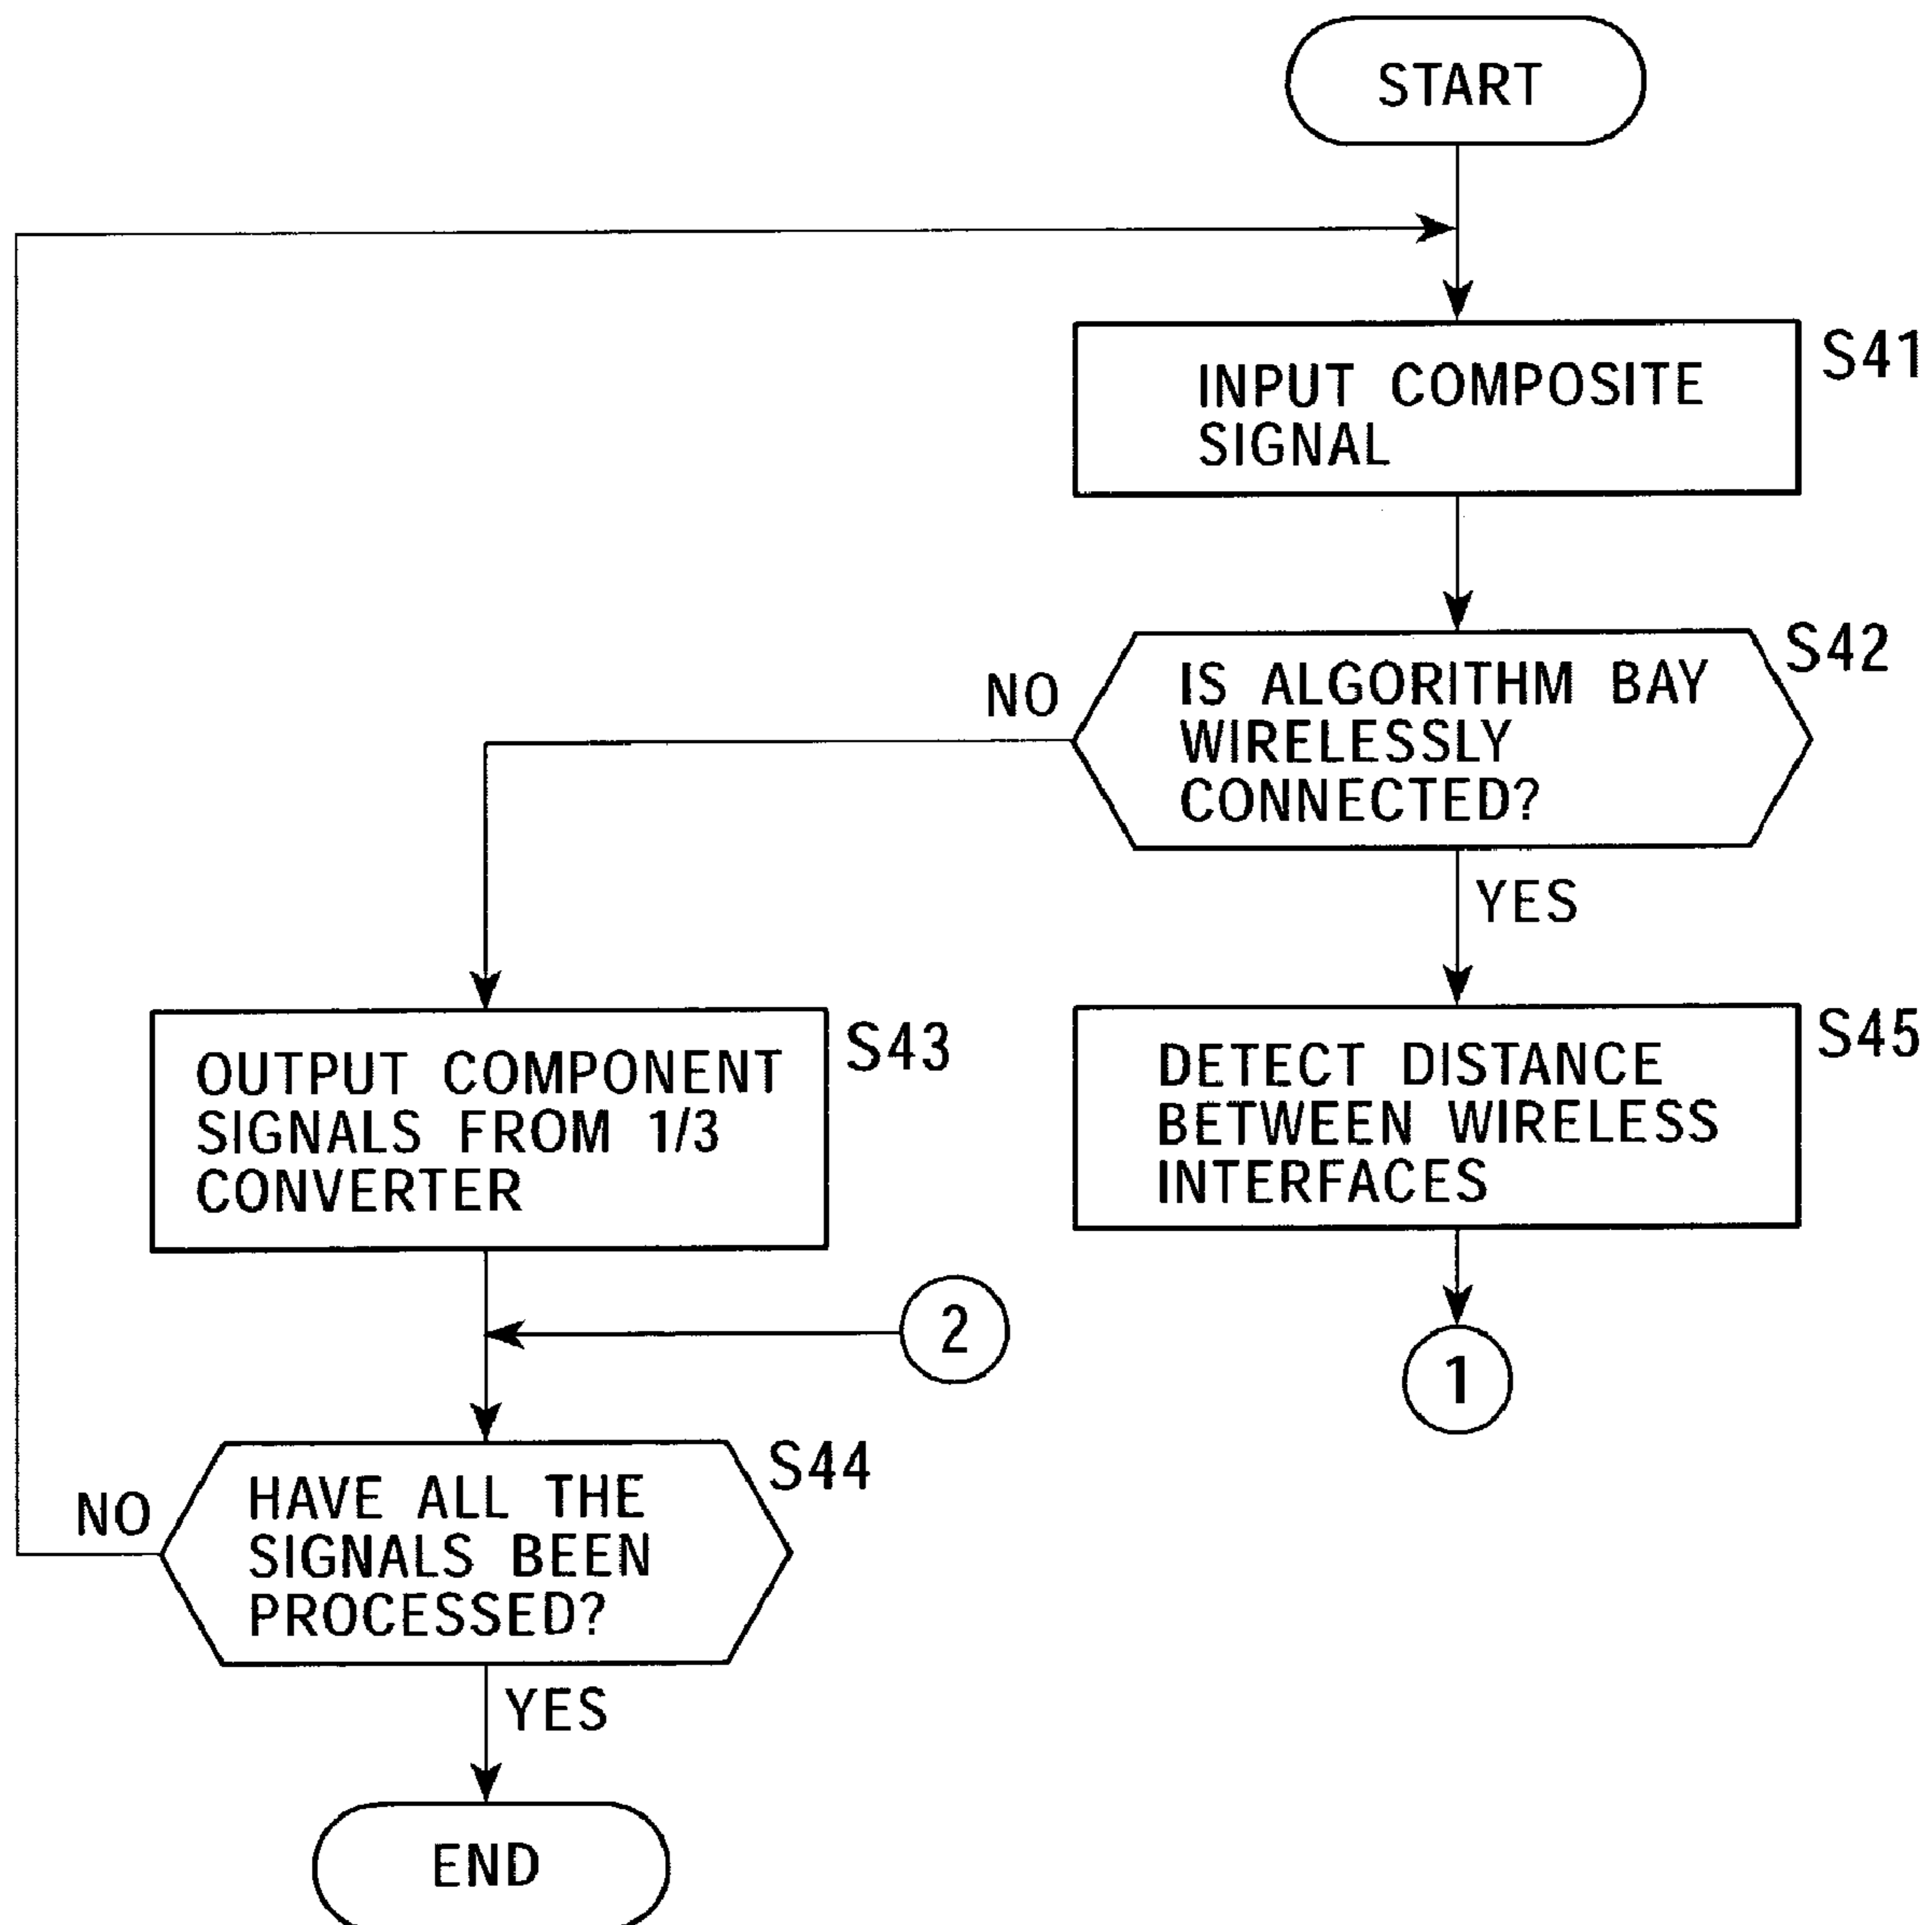 START
INPUT COMPOSITE
SIGNAL
S41
IS ALGORITHM BAY
WIRELESSLY
CONNECTED?
S42
NO
YES
OUTPUT COMPONENT
SIGNALS FROM 1/3
CONVERTER
S43
DETECT DISTANCE
BETWEEN WIRELESS
INTERFACES
S45
2
1
HAVE ALL THE
SIGNALS BEEN
PROCESSED?
S44
NO
YES
END